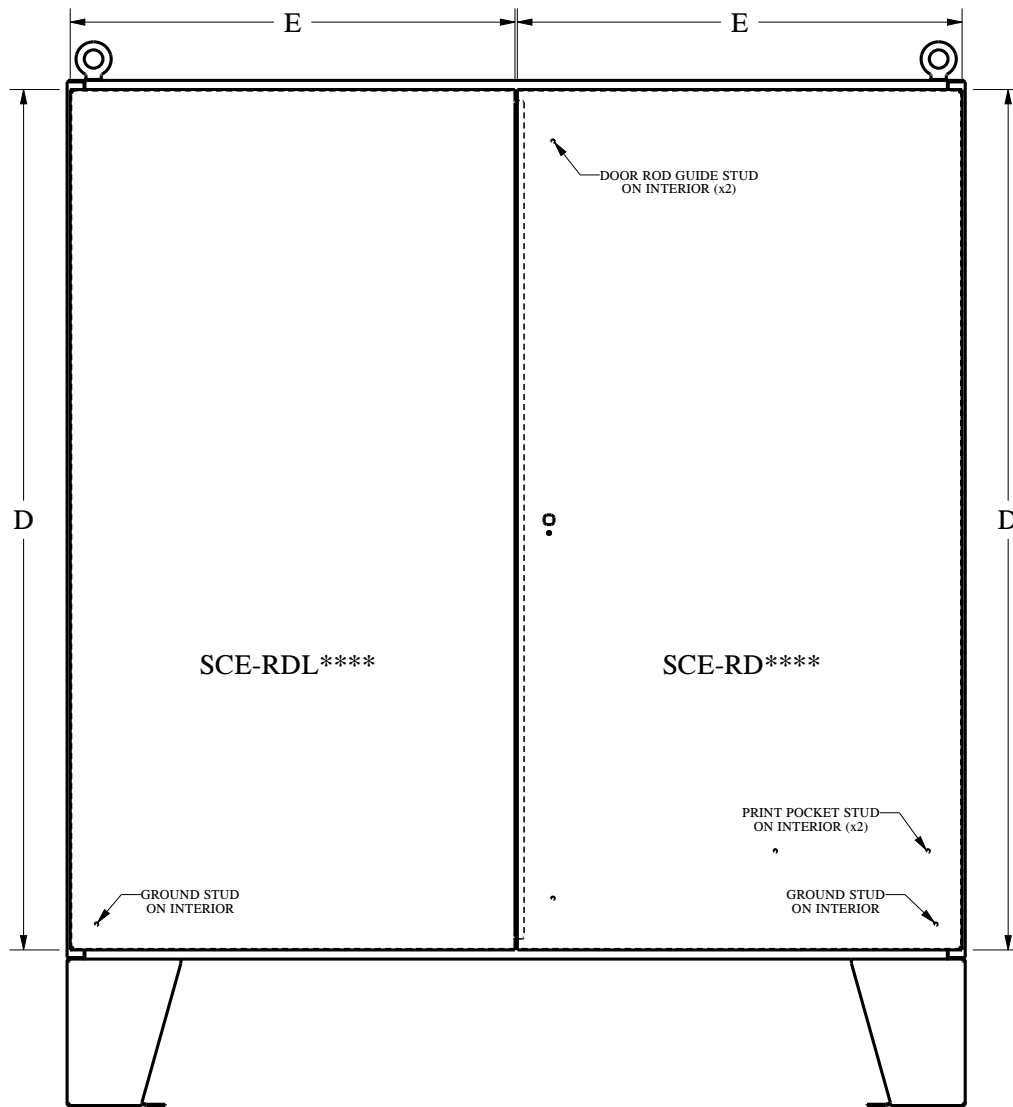 E
E
DOOR ROD GUIDE STUD
ON INTERIOR (x2)
D
D
SCE-RDL****
SCE-RD****
PRINT POCKET STUD
ON INTERIOR (x2)
GROUND STUD
ON INTERIOR
GROUND STUD
ON INTERIOR